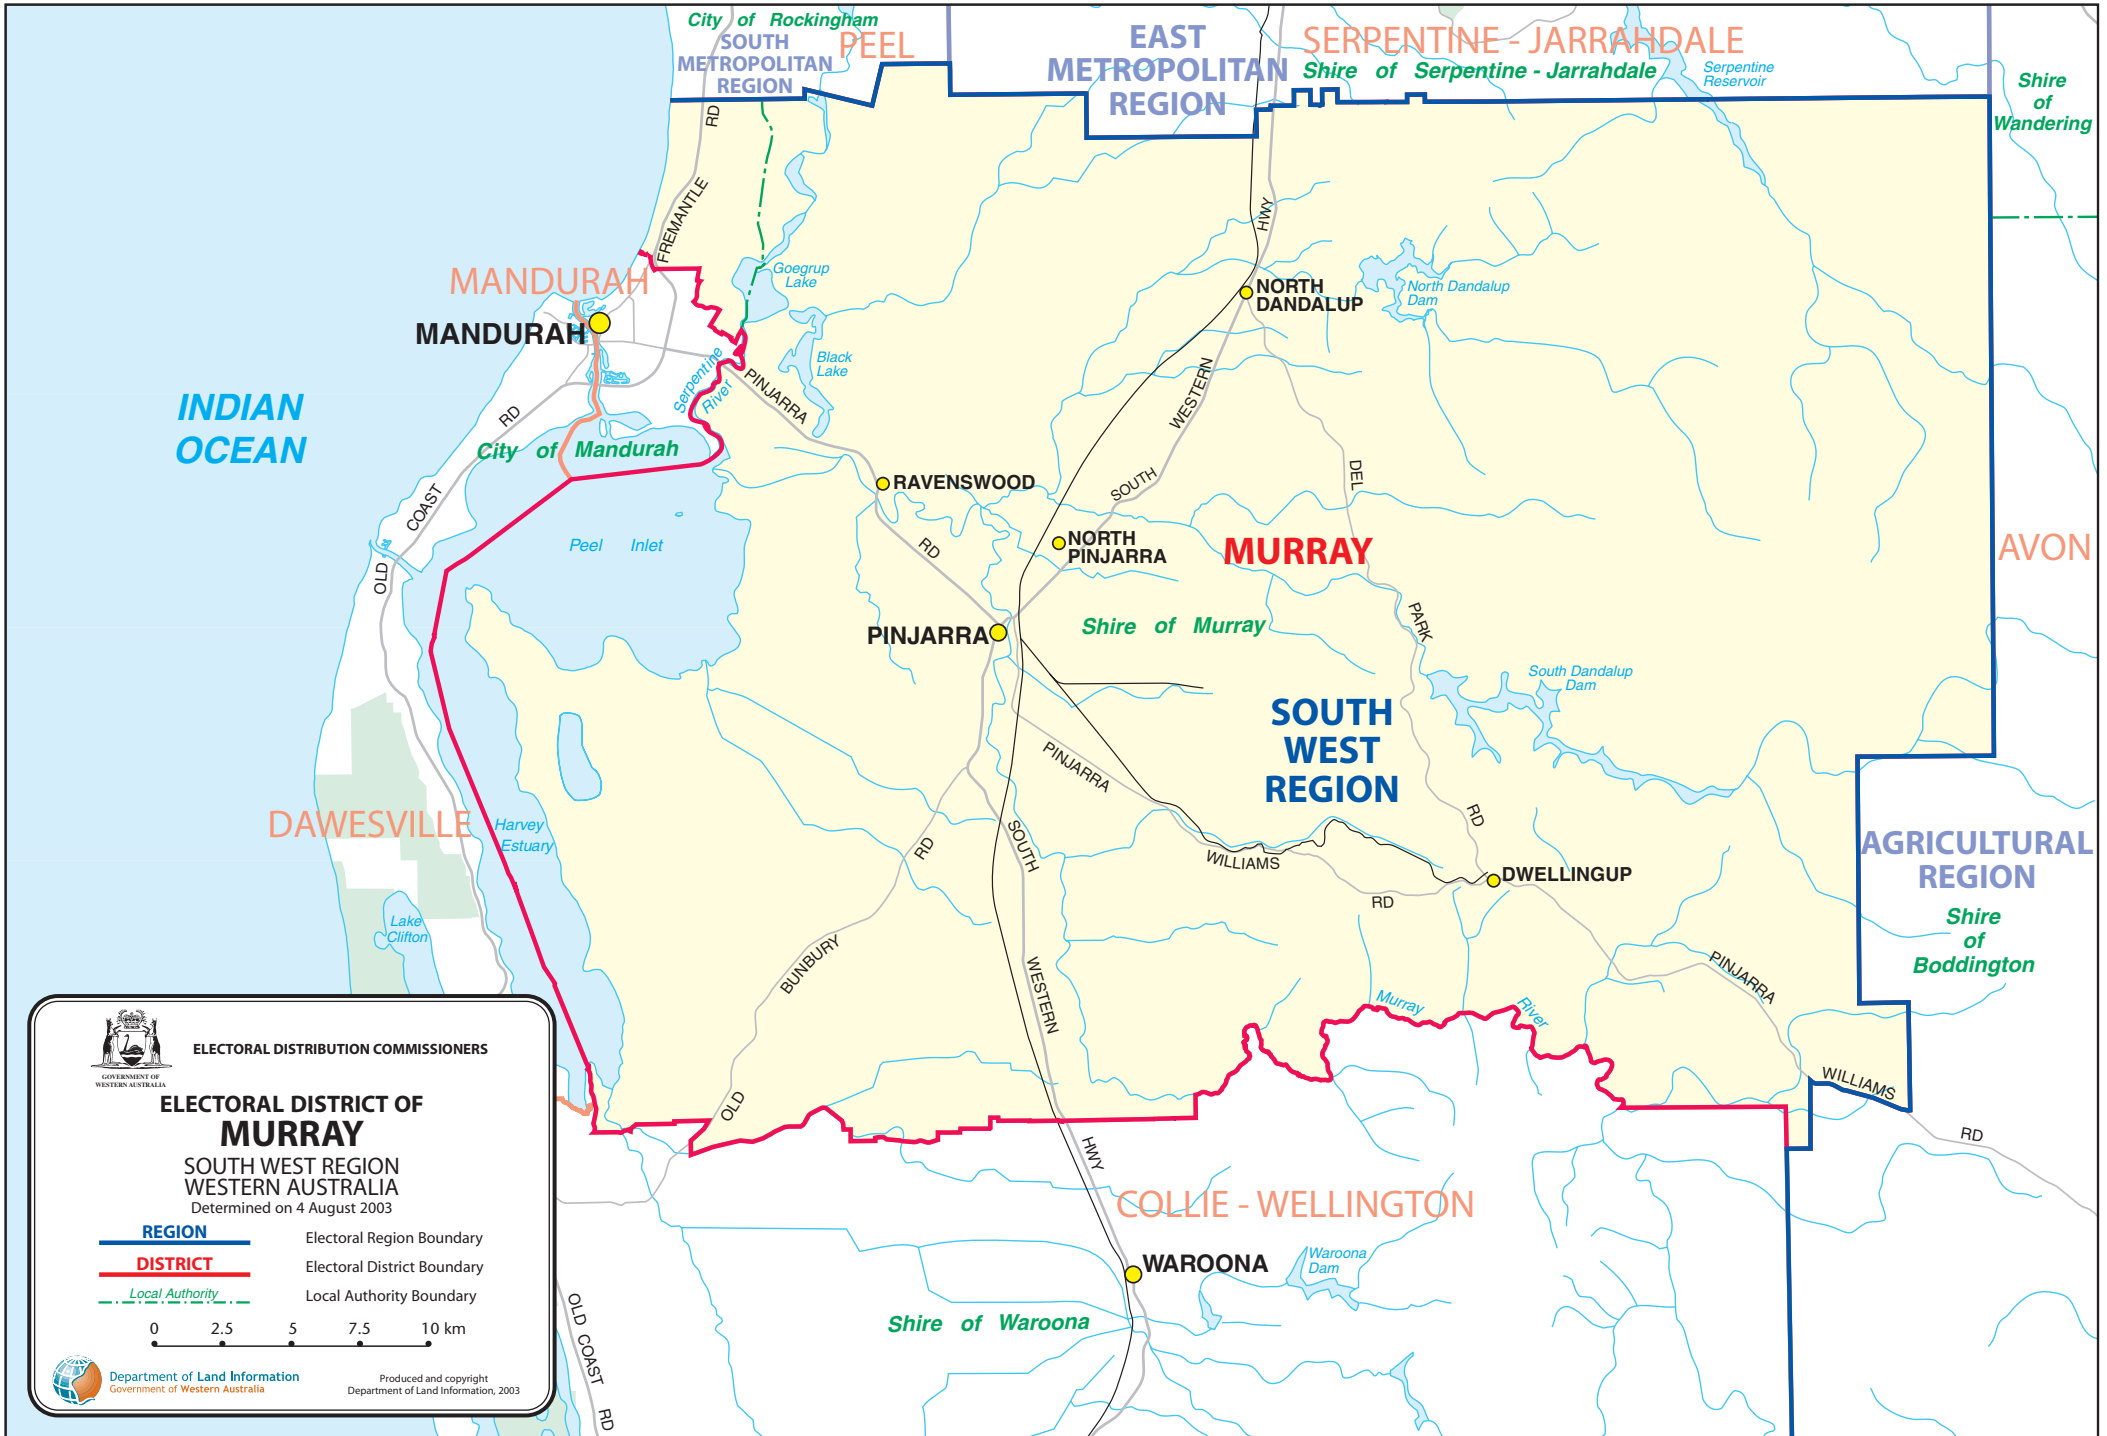 City of Rockingham
SOUTH
METROPOLITAN
REGION
PEEL
EAST
METROPOLITAN
REGION
SERPENTINE - JARRAHDALE
Shire of Serpentine - Jarrahdale
Serpentine
Reservoir
Shire
of
Wandering
RD
FREMANTLE
HWY
MANDURAH
MANDURAH
Goegrup
Lake
NORTH
DANDALUP
North Dandalup
Dam
Black
Lake
Serpentine
River
PINJARRA
WESTERN
INDIAN
OCEAN
RD
City of Mandurah
COAST
RAVENSWOOD
SOUTH
DEL
OLD
Peel Inlet
RD
NORTH
PINJARRA
MURRAY
AVON
PINJARRA
Shire of Murray
PARK
South Dandalup
Dam
SOUTH
WEST
REGION
PINJARRA
DAWESVILLE
Harvey
Estuary
RD
SOUTH
WILLIAMS
RD
RD
DWELLINGUP
AGRICULTURAL
REGION
Shire
of
Boddington
Lake
Clifton
BUNBURY
WESTERN
PINJARRA
Murray
River
WILLIAMS
RD
OLD
HWY
COLLIE - WELLINGTON
WAROONA
Waroona
Dam
Shire of Waroona
OLD COAST
RD
GOVERNMENT OF
WESTERN AUSTRALIA
ELECTORAL DISTRIBUTION COMMISSIONERS
ELECTORAL DISTRICT OF
MURRAY
SOUTH WEST REGION
WESTERN AUSTRALIA
Determined on 4 August 2003
REGION Electoral Region Boundary
DISTRICT Electoral District Boundary
Local Authority Local Authority Boundary
0 2.5 5 7.5 10 km
Department of Land Information
Government of Western Australia
Produced and copyright
Department of Land Information, 2003